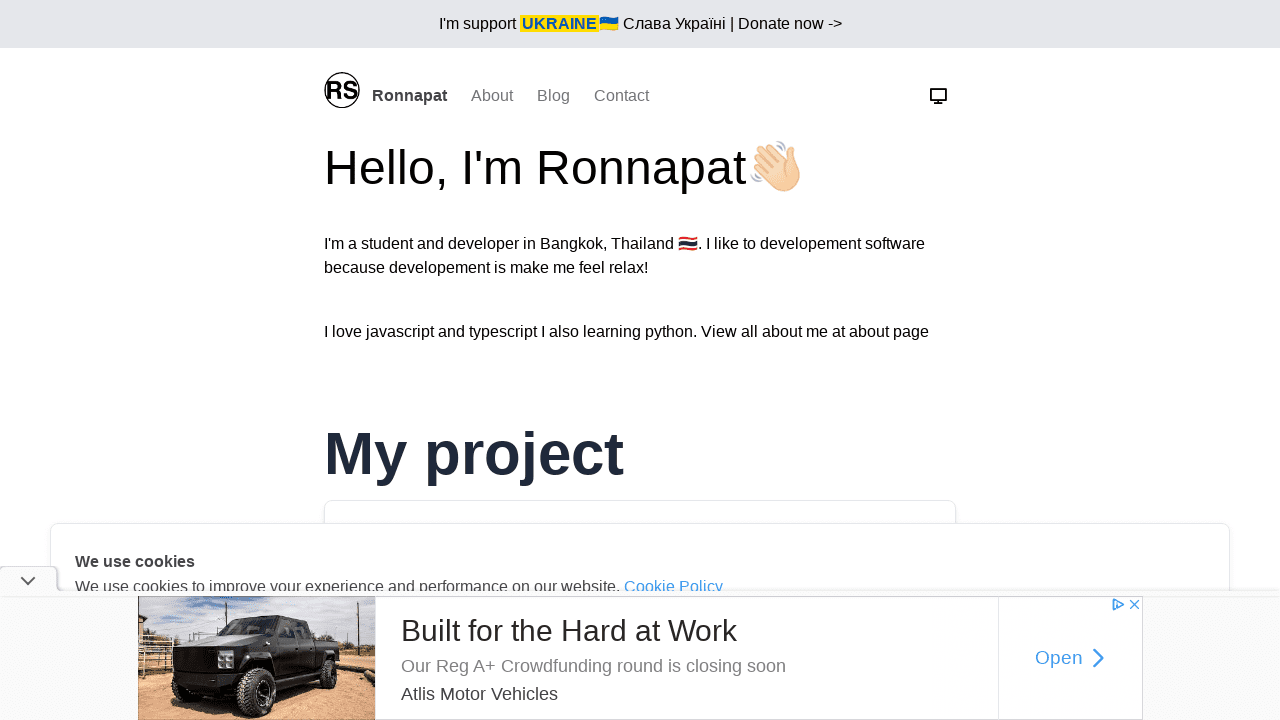 I'm support UKRAINE🇺🇦 Слава Україні | Donate now ->
RS Ronnapat About Blog Contact
Hello, I'm Ronnapat👋🏻
I'm a student and developer in Bangkok, Thailand 🇹🇭. I like to developement software
because developement is make me feel relax!
I love javascript and typescript I also learning python. View all about me at about page
My project
We use cookies
We use cookies to improve your experience and performance on our website. Cookie Policy
Built for the Hard at Work
Our Reg A+ Crowdfunding round is closing soon
Atlis Motor Vehicles
Open